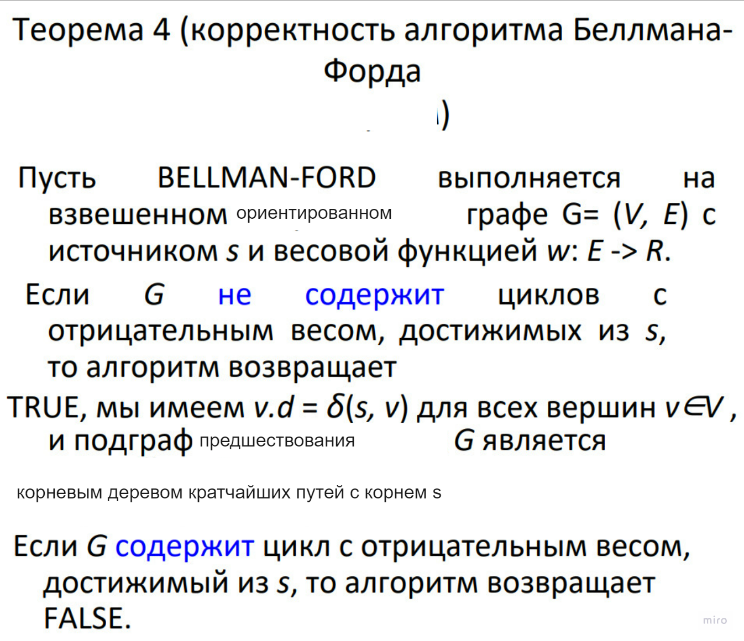 Теорема 4 (корректность алгоритма Беллмана-
Форда
)
Пусть BELLMAN-FORD выполняется на
взвешенном ориентированном графе G= (V, E) с
источником s и весовой функцией w: E -> R.
Если G не содержит циклов с
отрицательным весом, достижимых из s,
то алгоритм возвращает
TRUE, мы имеем v.d = δ(s, v) для всех вершин v∈V ,
и подграф предшествования G является
корневым деревом кратчайших путей с корнем s
Если G содержит цикл с отрицательным весом,
достижимый из s, то алгоритм возвращает
FALSE.
miro